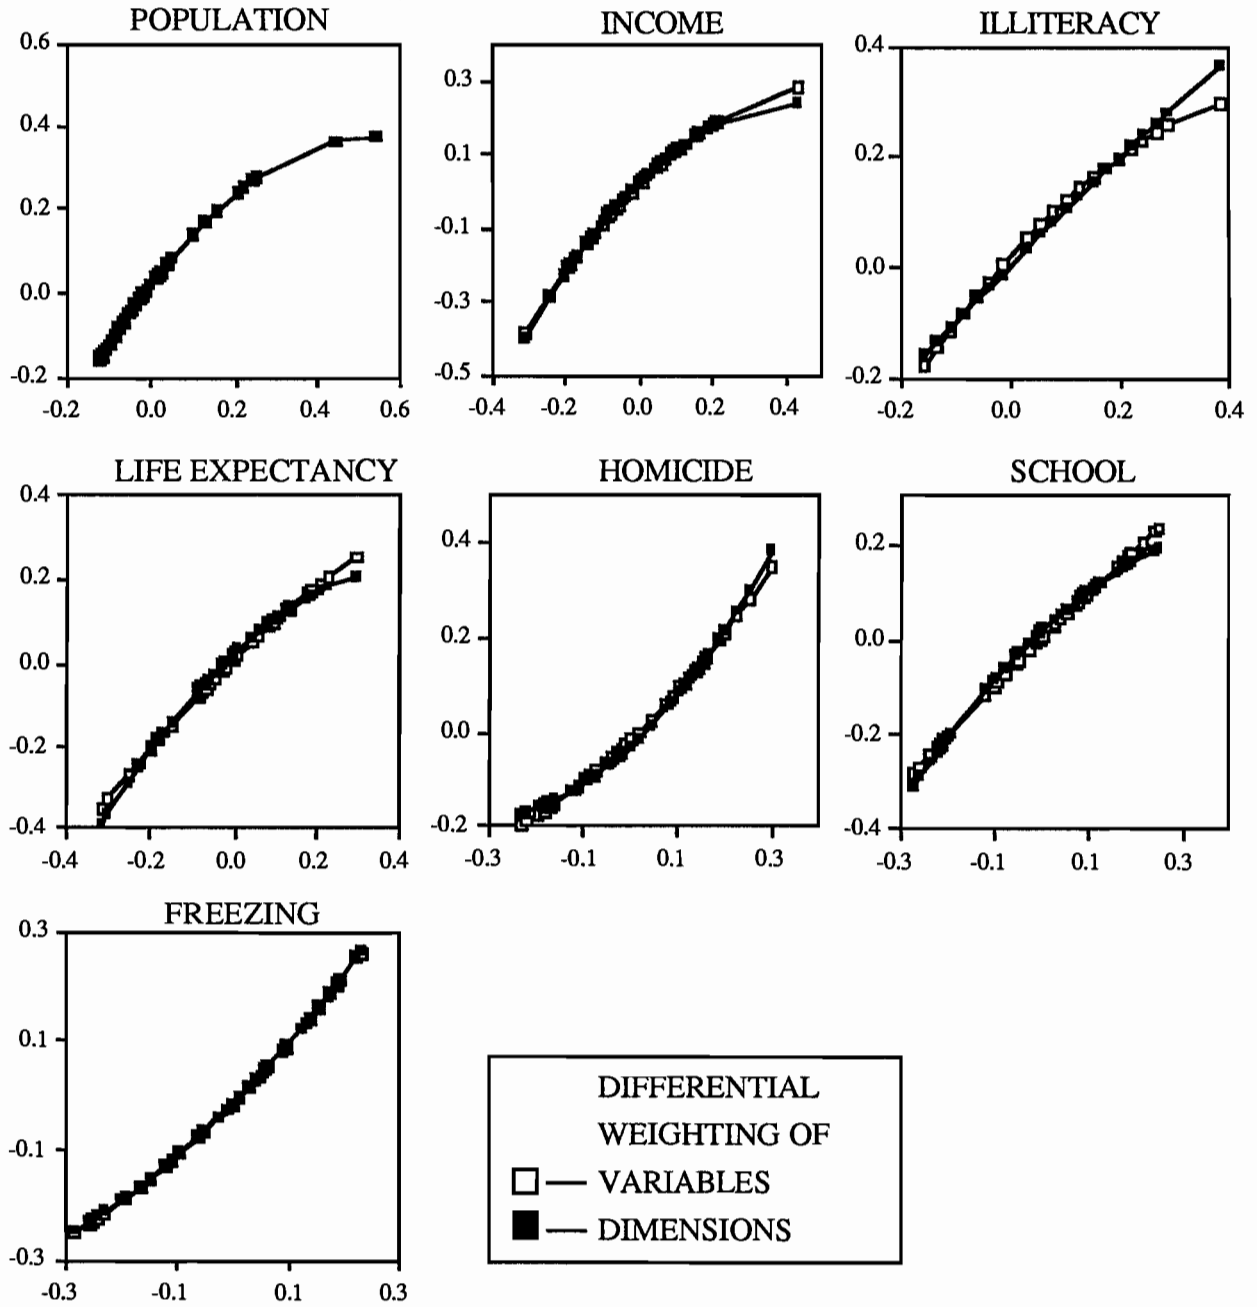 POPULATION
0.6
0.4
0.2
0.0
-0.2
-0.2 0.0 0.2 0.4 0.6
INCOME
0.3
0.1
-0.1
-0.3
-0.5
-0.4 -0.2 0.0 0.2 0.4
ILLITERACY
0.4
0.2
0.0
-0.2
-0.2 0.0 0.2 0.4
LIFE EXPECTANCY
0.4
0.2
0.0
-0.2
-0.4
-0.4 -0.2 0.0 0.2 0.4
HOMICIDE
0.4
0.2
0.0
-0.2
-0.3 -0.1 0.1 0.3
SCHOOL
0.2
0.0
-0.2
-0.4
-0.3 -0.1 0.1 0.3
FREEZING
0.3
0.1
-0.1
-0.3
-0.3 -0.1 0.1 0.3
DIFFERENTIAL
WEIGHTING OF
VARIABLES
DIMENSIONS